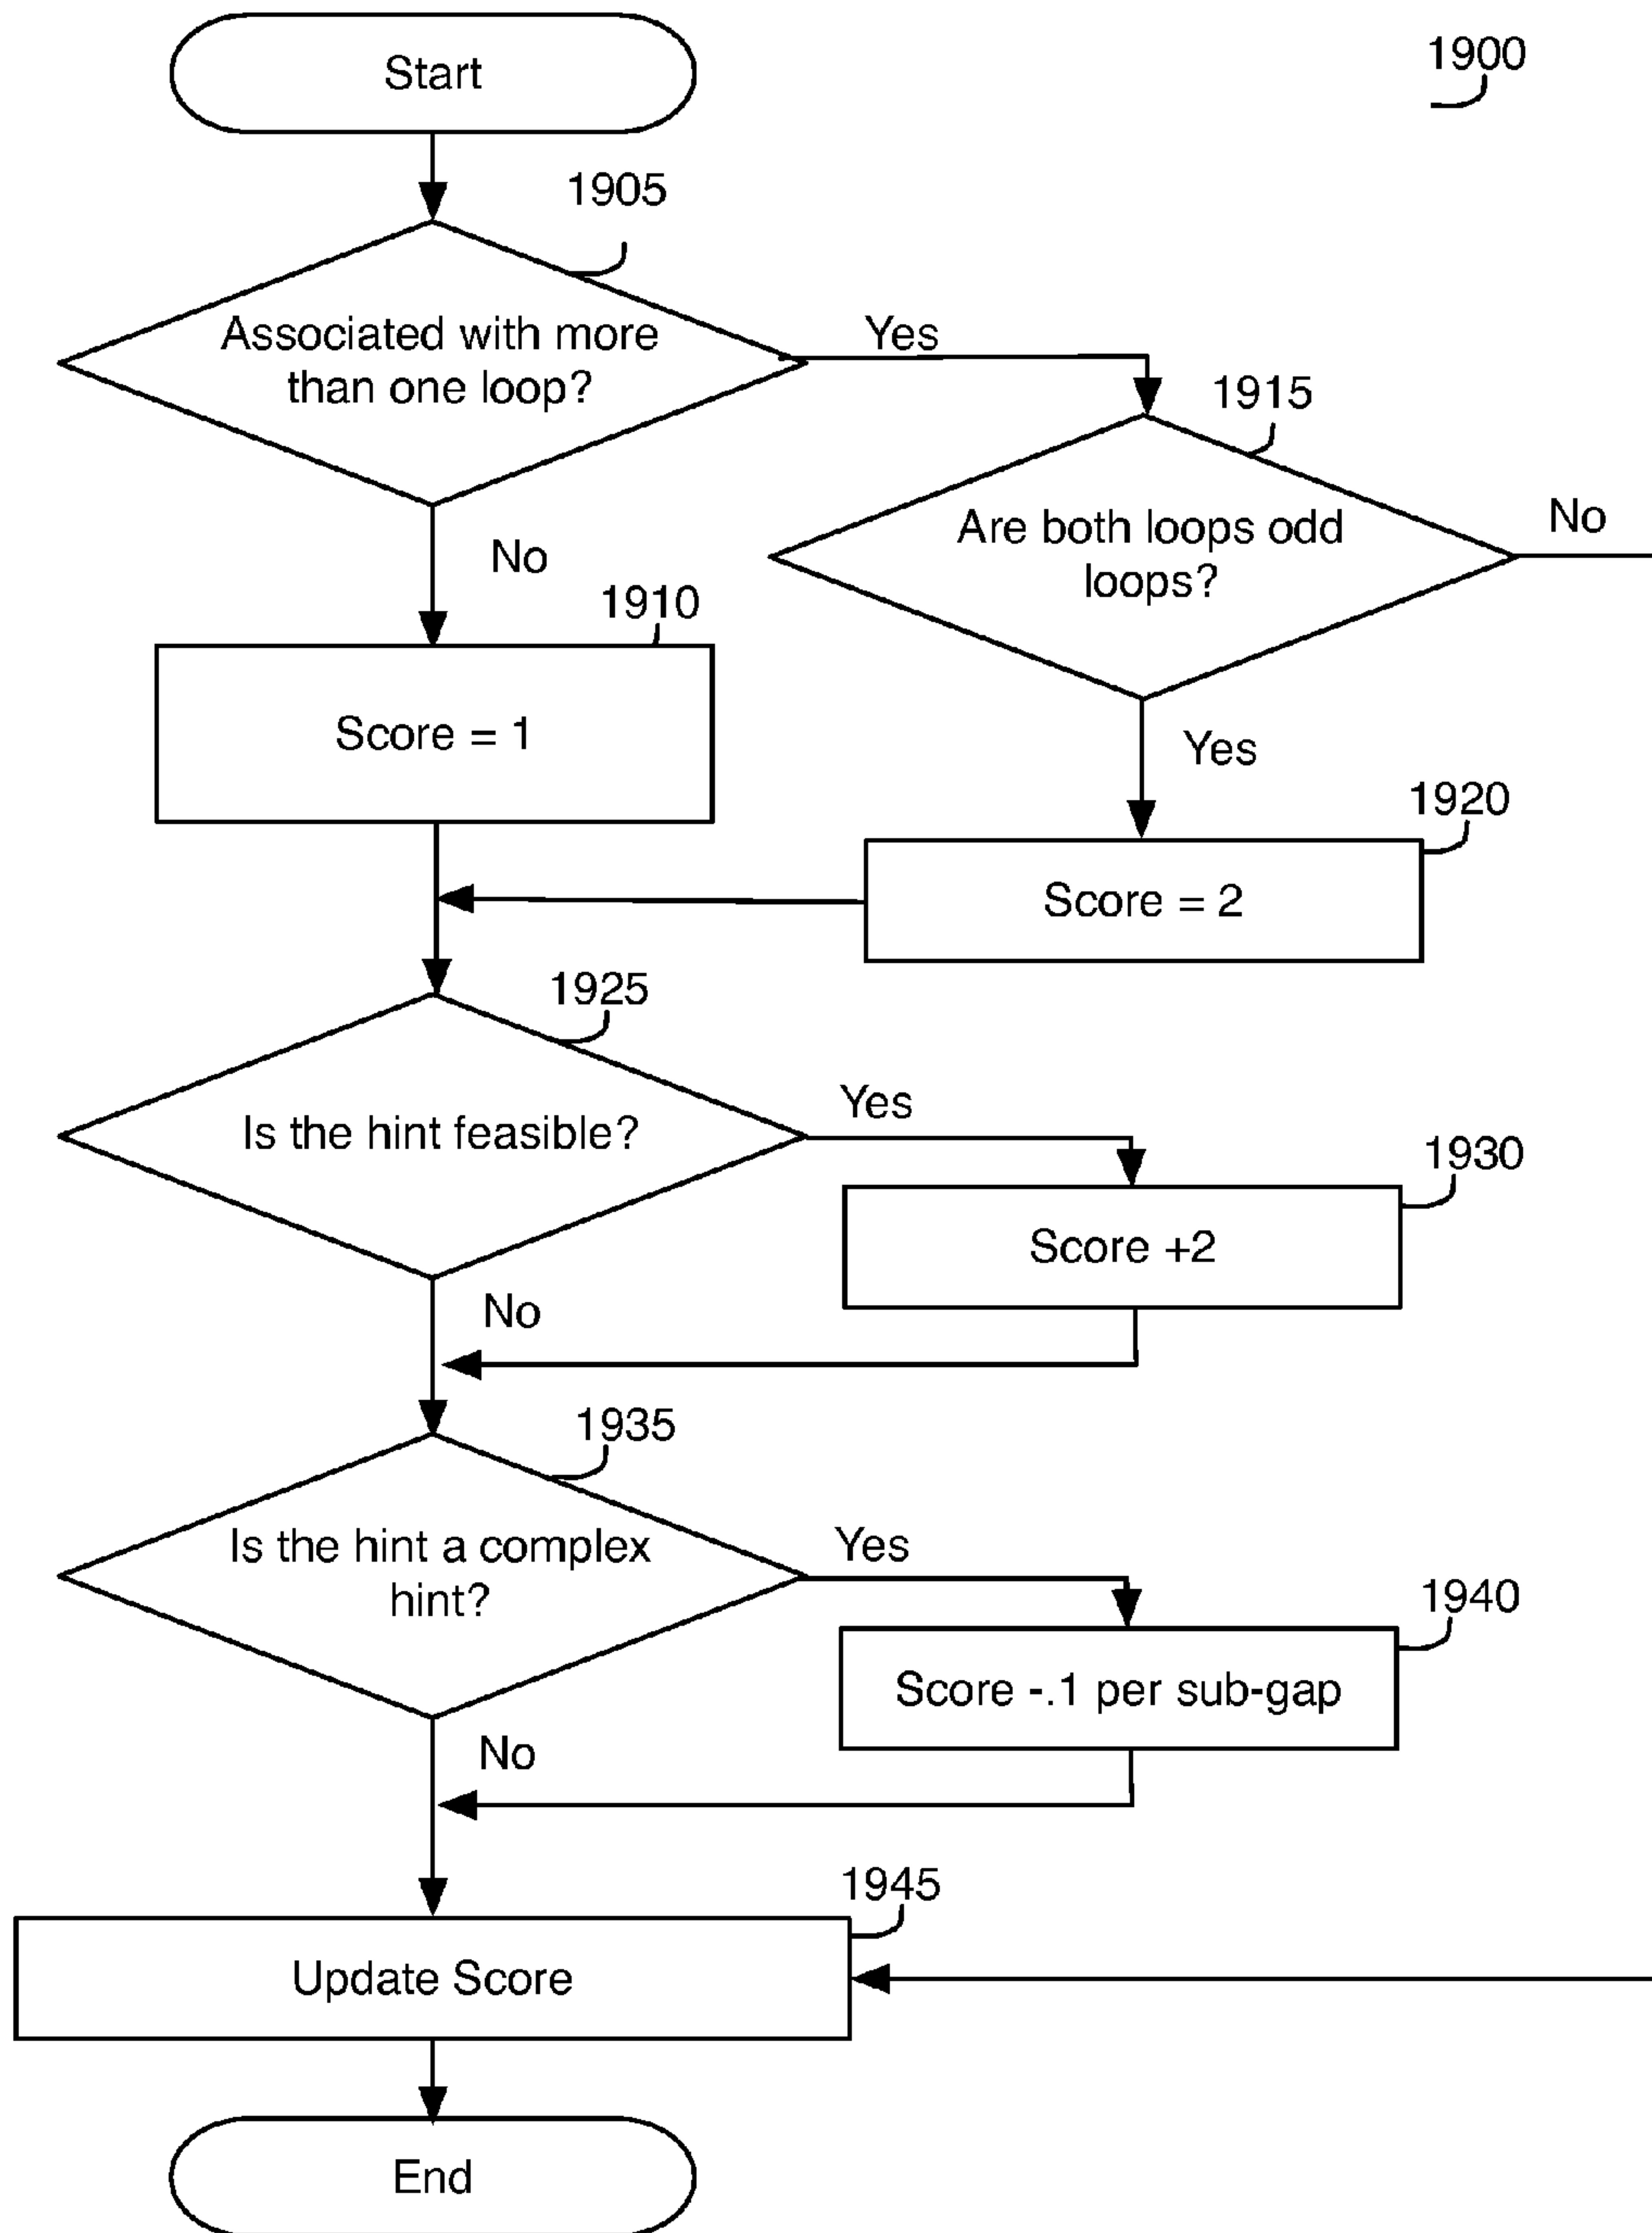 Start
1900
1905
Associated with more
than one loop?
Yes
1915
Are both loops odd
loops?
No
No
1910
Score = 1
Yes
1920
Score = 2
1925
Is the hint feasible?
Yes
1930
Score +2
No
1935
Is the hint a complex
hint?
Yes
1940
Score -.1 per sub-gap
No
1945
Update Score
End